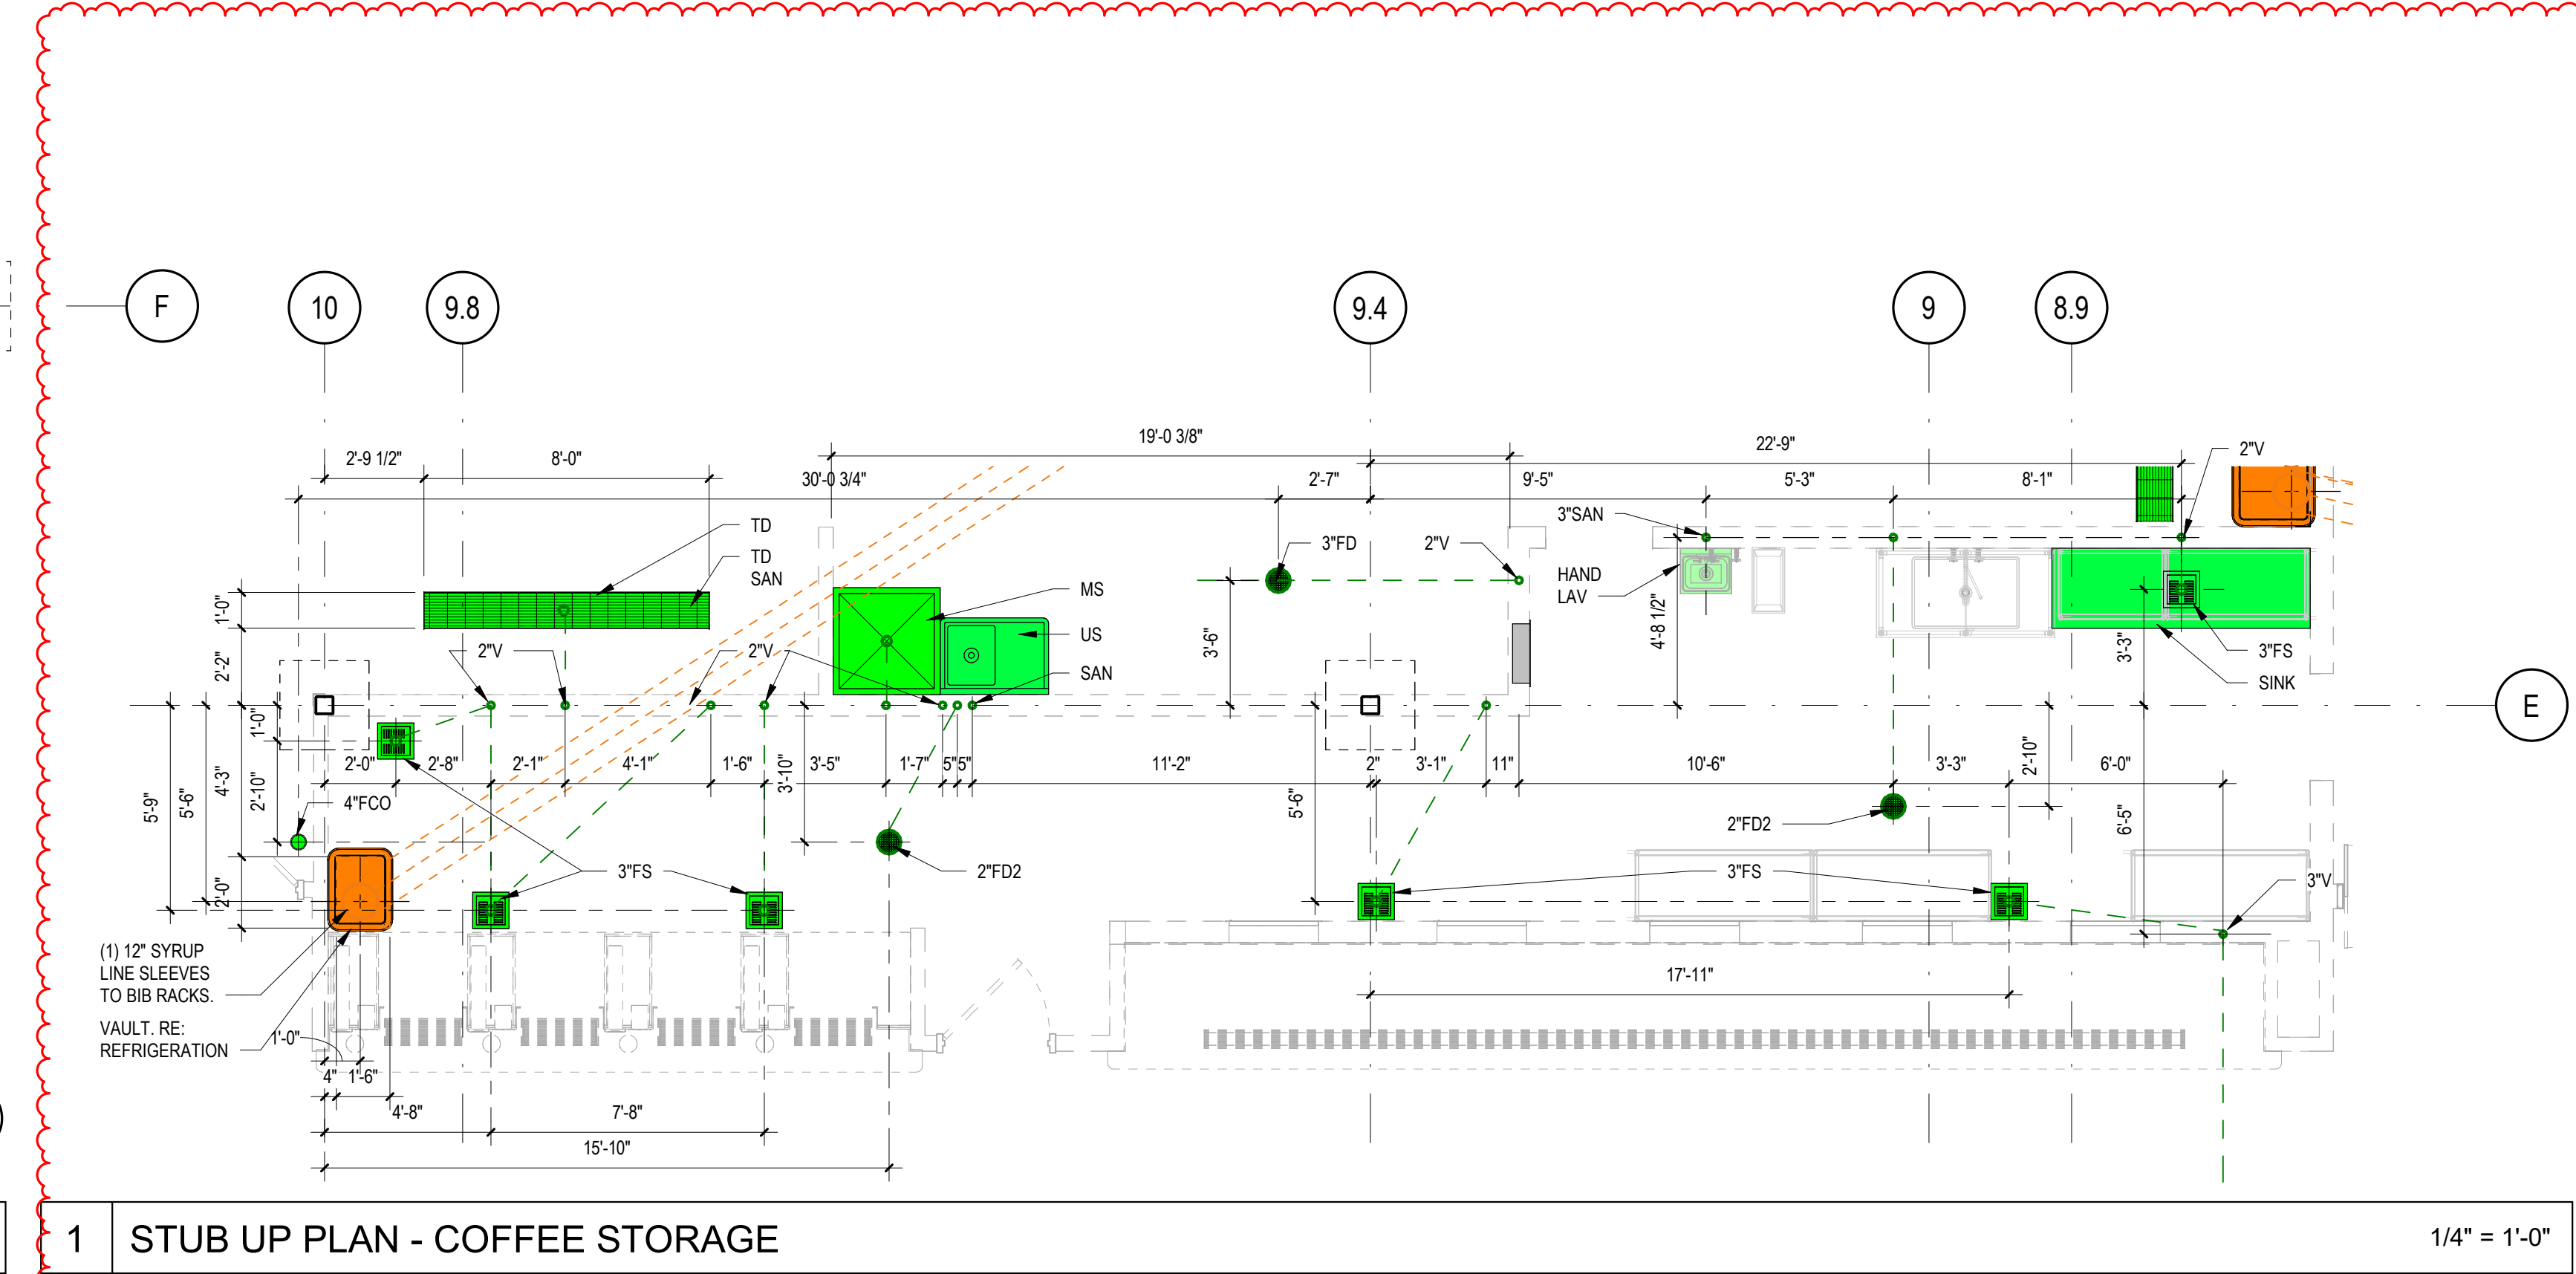 F
10
9.8
9.4
9
8.9
19'-0 3/8"
22'-9"
2'-9 1/2"
8'-0"
30'-0 3/4"
2'-7"
9'-5"
5'-3"
8'-1"
2"V
TD
TD
SAN
3"FD
2"V
3"SAN
HAND
LAV
MS
US
SAN
1'-0"
2'-2"
2"V
2"V
3'-6"
4'-8 1/2"
3'-3"
3"FS
SINK
E
1'-0"
2'-0"
2'-8"
2'-1"
4'-1"
1'-6"
3'-10"
3'-5"
1'-7"
5"
5"
11'-2"
2"
3'-1"
11"
10'-6"
3'-3"
2'-10"
6'-0"
5'-9"
5'-6"
4'-3"
2'-10"
4"FCO
5'-6"
2"FD2
6'-5"
2'-0"
3"FS
2"FD2
3"FS
3"V
(1) 12" SYRUP
LINE SLEEVES
TO BIB RACKS.
VAULT. RE:
REFRIGERATION
1'-0"
17'-11"
4"
1'-6"
4'-8"
7'-8"
15'-10"
1
STUB UP PLAN - COFFEE STORAGE
1/4" = 1'-0"